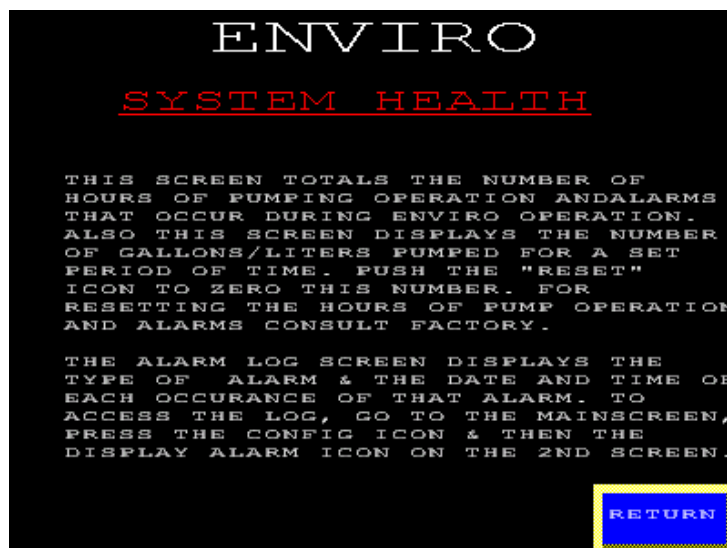 ENVIRO
SYSTEM HEALTH
THIS SCREEN TOTALS THE NUMBER OF
HOURS OF PUMPING OPERATION ANDALARMS
THAT OCCUR DURING ENVIRO OPERATION.
ALSO THIS SCREEN DISPLAYS THE NUMBER
OF GALLONS/LITERS PUMPED FOR A SET
PERIOD OF TIME. PUSH THE "RESET"
ICON TO ZERO THIS NUMBER. FOR
RESETTING THE HOURS OF PUMP OPERATION
AND ALARMS CONSULT FACTORY.
THE ALARM LOG SCREEN DISPLAYS THE
TYPE OF ALARM & THE DATE AND TIME OF
EACH OCCURANCE OF THAT ALARM. TO
ACCESS THE LOG, GO TO THE MAINSCREEN,
PRESS THE CONFIG ICON & THEN THE
DISPLAY ALARM ICON ON THE 2ND SCREEN.
RETURN